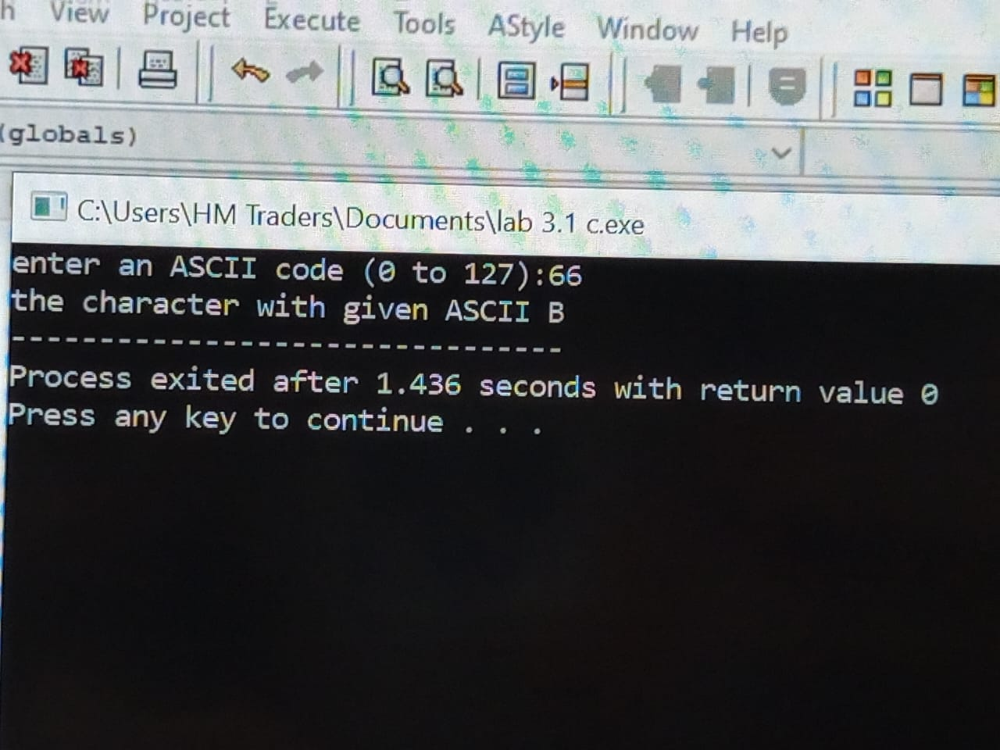 h View Project Execute Tools AStyle Window Help
(globals)
C:\Users\HM Traders\Documents\lab 3.1 c.exe
enter an ASCII code (0 to 127):66
the character with given ASCII B
--------------------------------
Process exited after 1.436 seconds with return value 0
Press any key to continue . . .